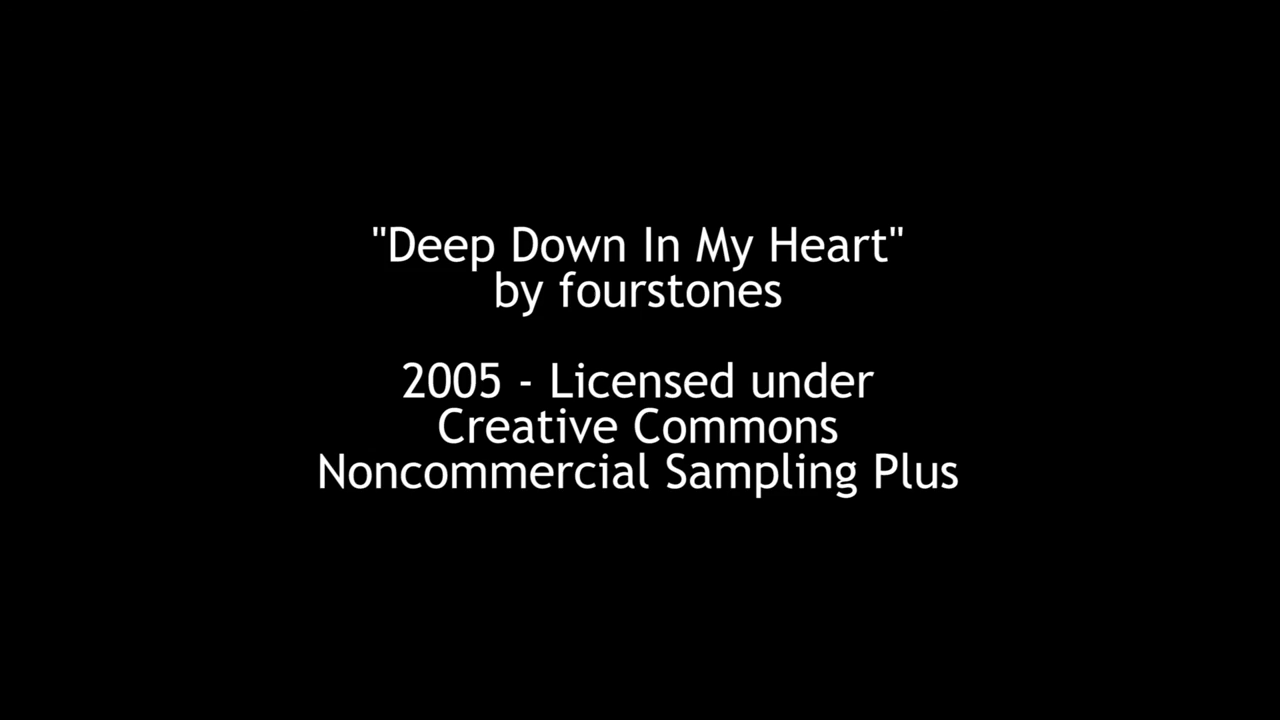 "Deep Down In My Heart"
by fourstones
2005 - Licensed under
Creative Commons
Noncommercial Sampling Plus